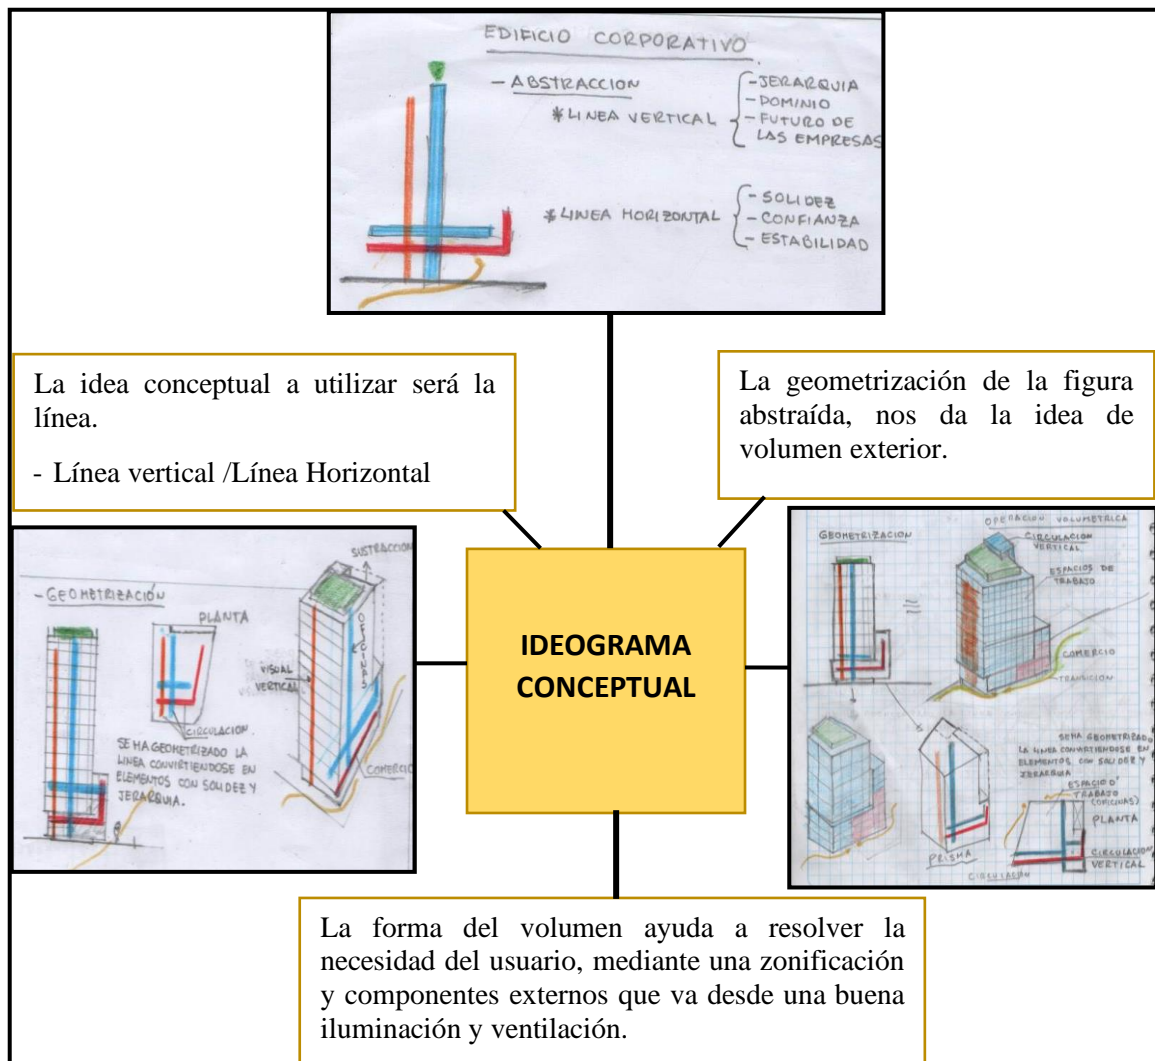 EDIFICIO CORPORATIVO
- ABSTRACCION
* LINEA VERTICAL
- JERARQUIA
- DOMINIO
- FUTURO DE
LAS EMPRESAS
* LINEA HORIZONTAL
- SOLIDEZ
- CONFIANZA
- ESTABILIDAD
La idea conceptual a utilizar será la
línea.
- Línea vertical /Línea Horizontal
La geometrización de la figura
abstraída, nos da la idea de
volumen exterior.
- GEOMETRIZACIÓN
PLANTA
SUSTRACCION
OFICINAS
VISUAL
VERTICAL
CIRCULACION.
SE HA GEOMETRIZADO LA
LINEA CONVIRTIENDOSE EN
ELEMENTOS CON SOLIDEZ Y
JERARQUIA.
COMERCIO
IDEOGRAMA
CONCEPTUAL
OPERACION VOLUMETRICA
GEOMETRIZACION
CIRCULACION
VERTICAL
ESPACIOS DE
TRABAJO
COMERCIO
TRANSICION
SE HA GEOMETRIZADO
LA LINEA CONVIRTIENDOSE EN
ELEMENTOS CON SOLIDEZ Y
JERARQUIA
ESPACIO D'
TRABAJO
(OFICINAS)
PLANTA
CIRCULACION
VERTICAL
PRISMA
CIRCULACIÓN
La forma del volumen ayuda a resolver la
necesidad del usuario, mediante una zonificación
y componentes externos que va desde una buena
iluminación y ventilación.